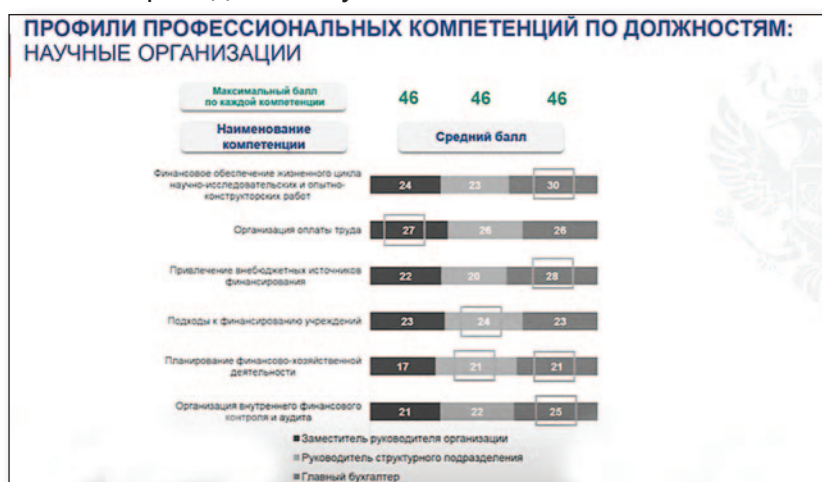 ПРОФИЛИ ПРОФЕССИОНАЛЬНЫХ КОМПЕТЕНЦИЙ ПО ДОЛЖНОСТЯМ:
НАУЧНЫЕ ОРГАНИЗАЦИИ
Максимальный балл
по каждой компетенции
46 46 46
Наименование
компетенции
Средний балл
Финансовое обеспечение жизненного цикла
научно-исследовательских и опытно-
конструкторских работ
24 23 30
Организация оплаты труда
27 26 26
Привлечение внебюджетных источников
финансирования
22 20 28
Подходы к финансированию учреждений
23 24 23
Планирование финансово-хозяйственной
деятельности
17 21 21
Организация внутреннего финансового
контроля и аудита
21 22 25
Заместитель руководителя организации
Руководитель структурного подразделения
Главный бухгалтер